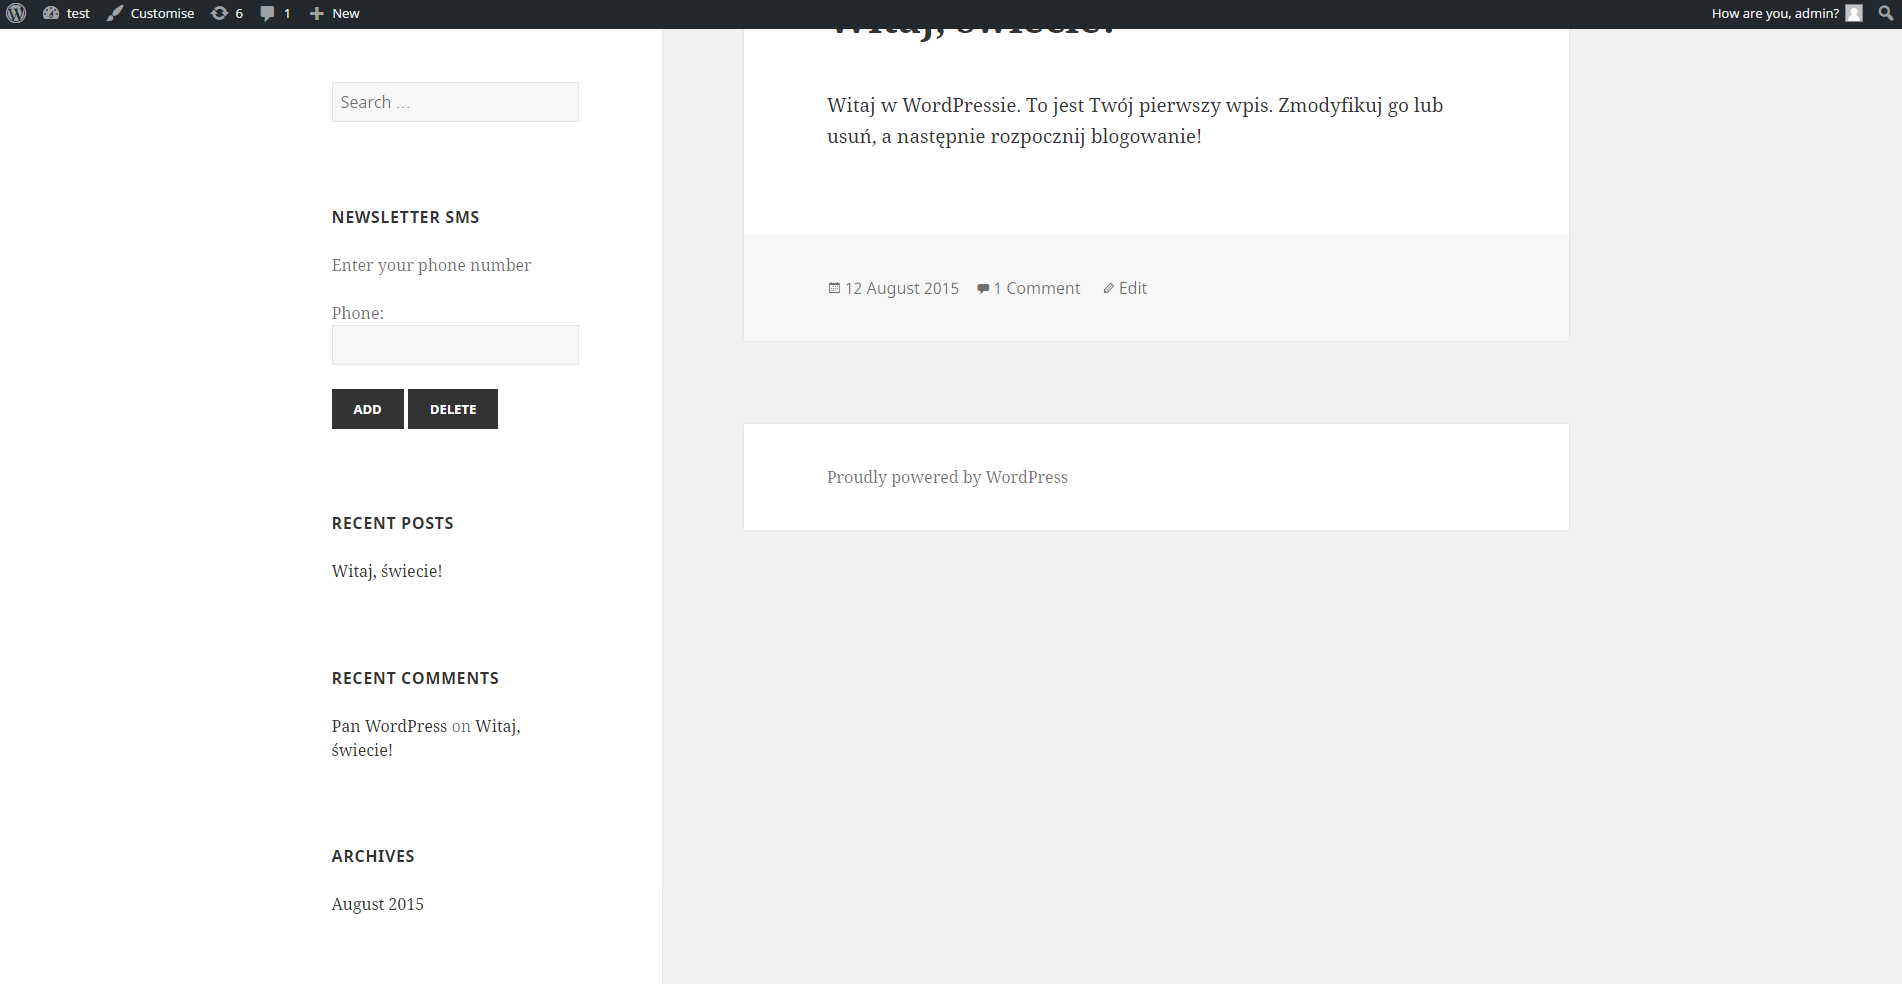 test Customise 6 1 New How are you, admin?
Search …
NEWSLETTER SMS
Enter your phone number
Phone:
ADD DELETE
RECENT POSTS
Witaj, świecie!
RECENT COMMENTS
Pan WordPress on Witaj,
świecie!
ARCHIVES
August 2015
Witaj, świecie!
Witaj w WordPressie. To jest Twój pierwszy wpis. Zmodyfikuj go lub
usuń, a następnie rozpocznij blogowanie!
12 August 2015 1 Comment Edit
Proudly powered by WordPress